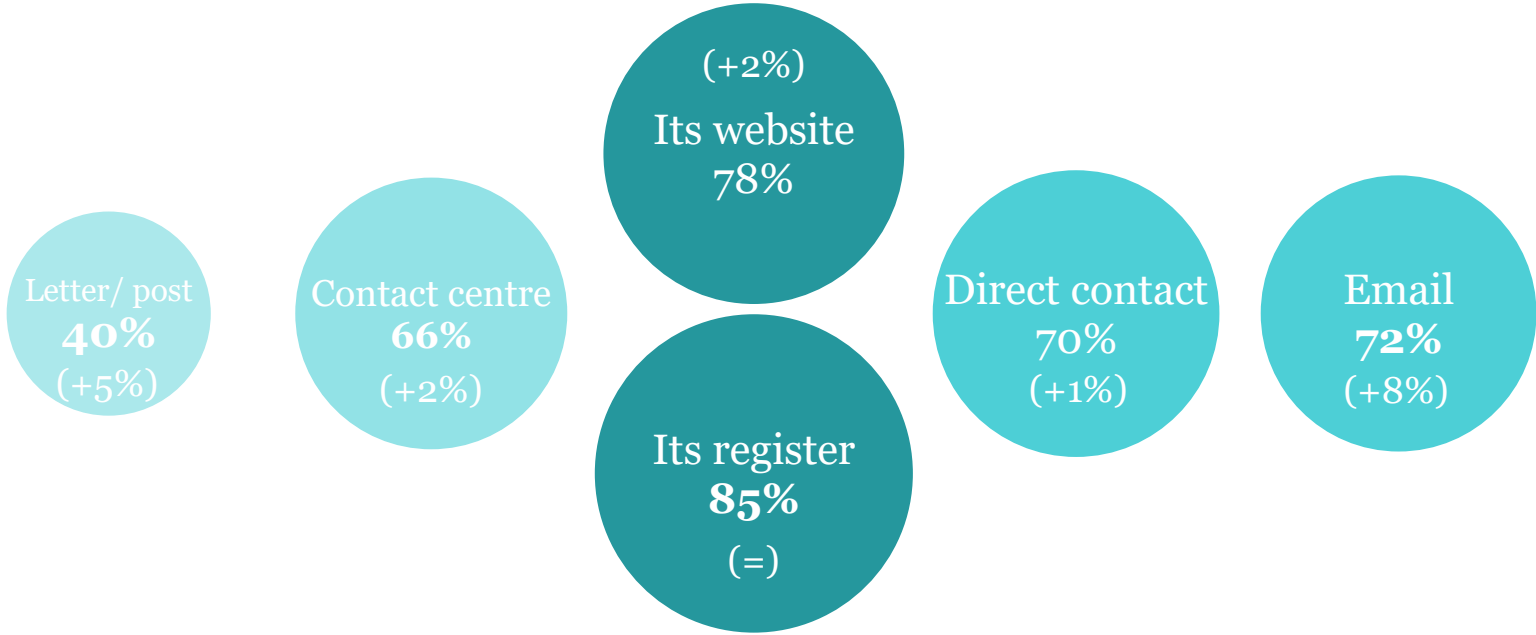 Letter/ post
40%
(+5%)
Contact centre
66%
(+2%)
(+2%)
Its website
78%
Its register
85%
(=)
Direct contact
70%
(+1%)
Email
72%
(+8%)